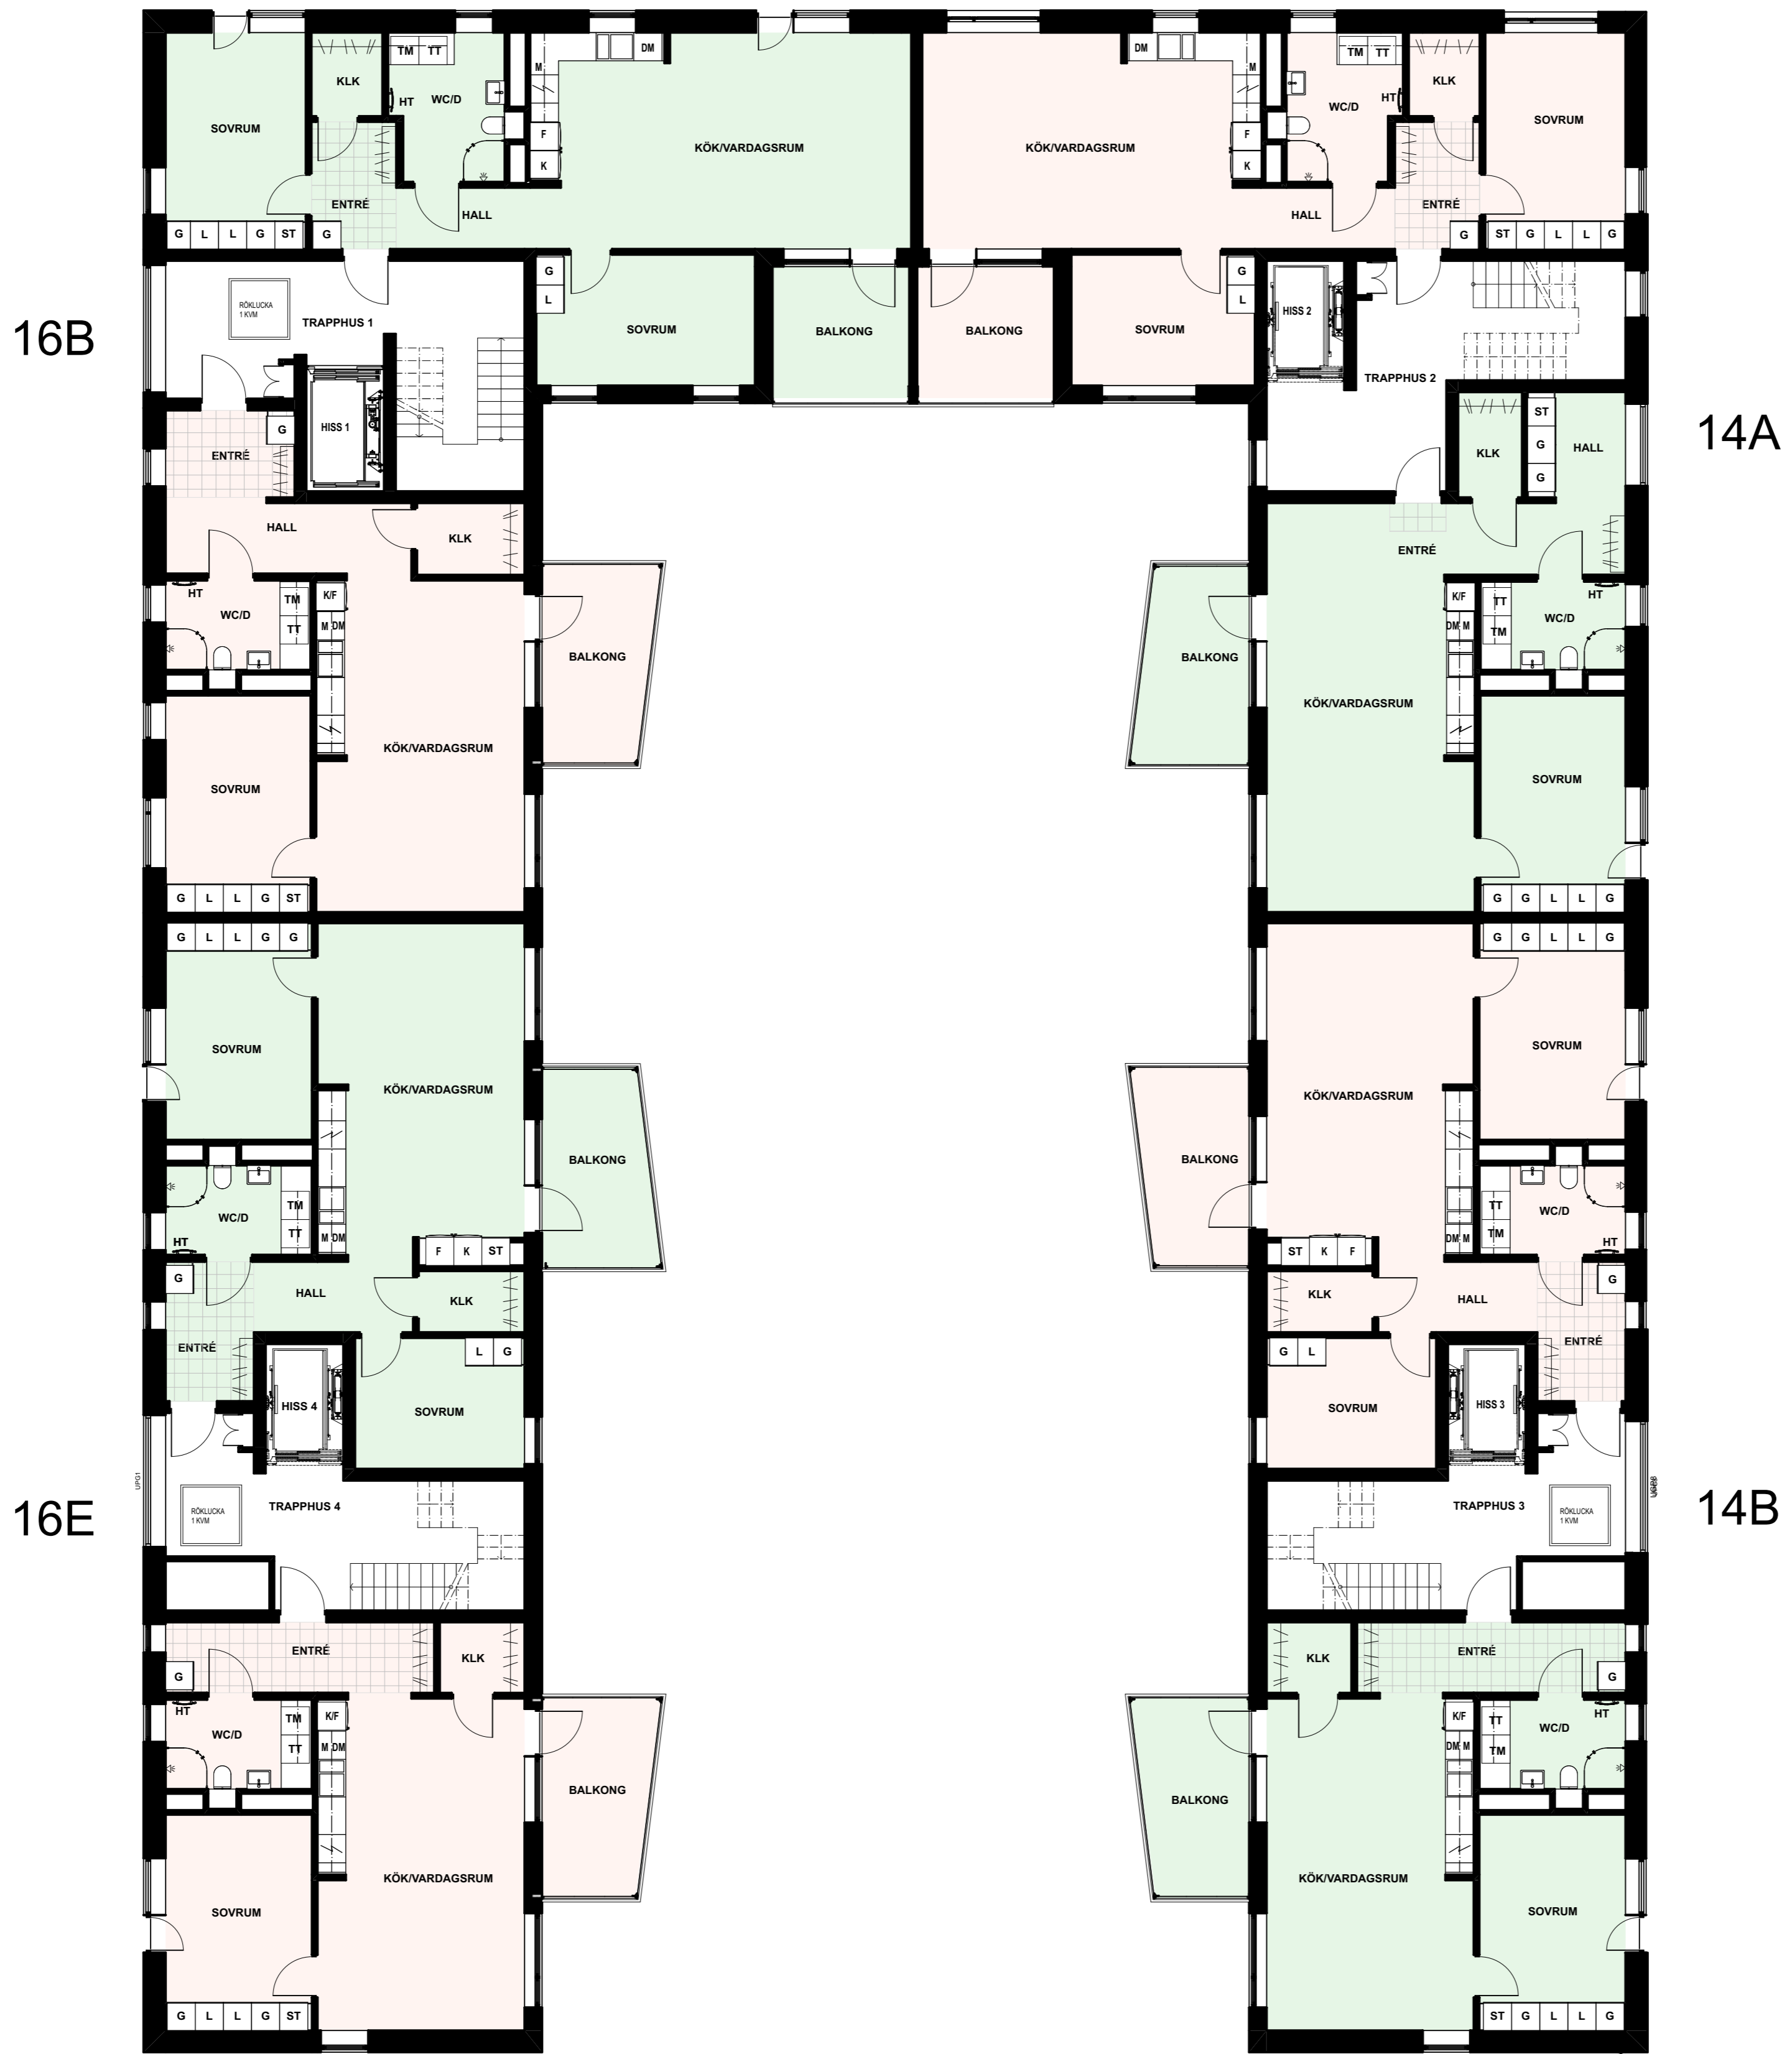 SOVRUM
KLK
TM TT
HT
WC/D
M
DM
F
K
KÖK/VARDAGSRUM
ENTRÉ
HALL
G L L G ST
G
KÖK/VARDAGSRUM
DM
M
F
K
TM TT
WC/D
HT
KLK
SOVRUM
HALL
ENTRÉ
G
ST G L L G
16B
RÖKLUCKA
1 KVM
TRAPPHUS 1
HISS 1
G
L
SOVRUM
BALKONG
BALKONG
SOVRUM
G
L
HISS 2
TRAPPHUS 2
14A
G
ENTRÉ
HALL
KLK
HT
WC/D
TM
TT
K/F
M DM
BALKONG
KÖK/VARDAGSRUM
SOVRUM
G L L G ST
KLK
ST
G
G
HALL
ENTRÉ
BALKONG
K/F
DM M
TT
TM
HT
WC/D
KÖK/VARDAGSRUM
SOVRUM
G G L L G
G L L G G
SOVRUM
KÖK/VARDAGSRUM
BALKONG
WC/D
TM
TT
HT
M DM
F K ST
G
HALL
KLK
ENTRÉ
L G
HISS 4
SOVRUM
G G L L G
SOVRUM
KÖK/VARDAGSRUM
BALKONG
TT
TM
WC/D
HT
DM M
ST K F
KLK
HALL
G
ENTRÉ
G L
SOVRUM
HISS 3
16E
UPG1
RÖKLUCKA
1 KVM
TRAPPHUS 4
TRAPPHUS 3
RÖKLUCKA
1 KVM
14B
ENTRÉ
KLK
G
HT
WC/D
TM
TT
K/F
M DM
BALKONG
KÖK/VARDAGSRUM
SOVRUM
G L L G ST
KLK
ENTRÉ
G
K/F
DM M
TT
TM
HT
WC/D
BALKONG
KÖK/VARDAGSRUM
SOVRUM
ST G L L G